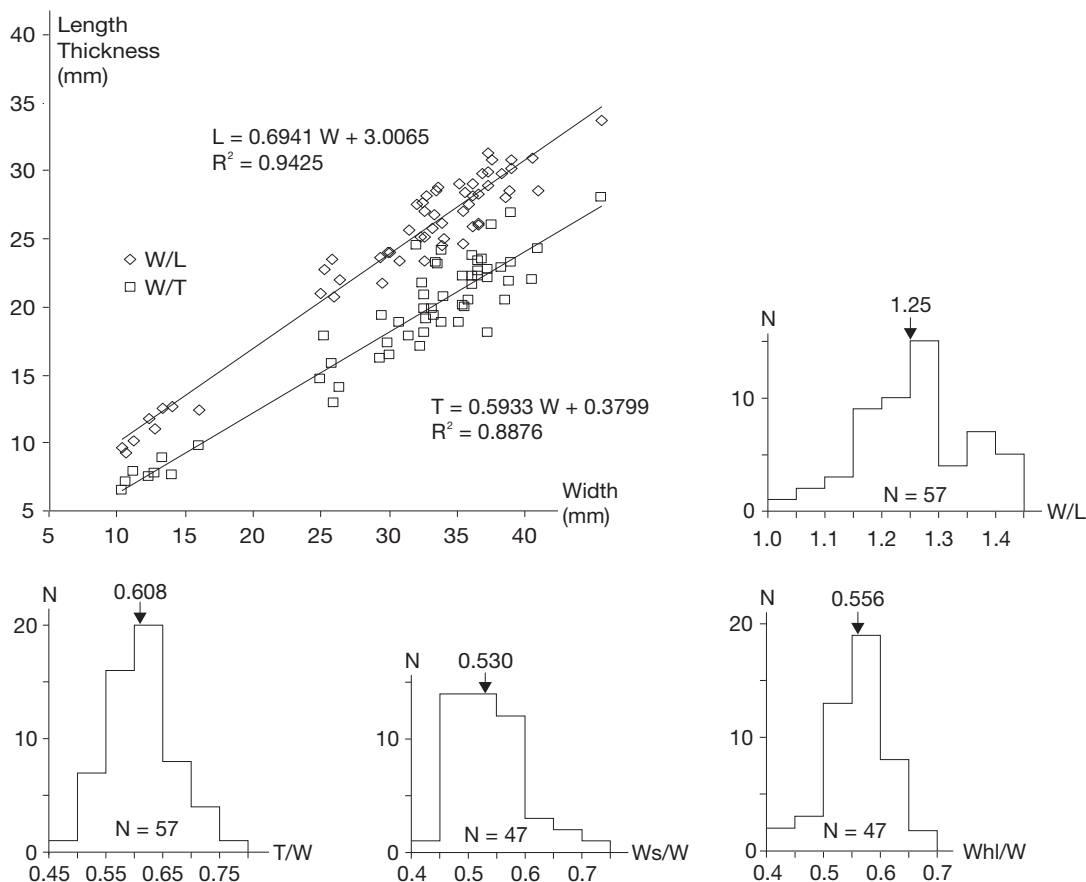 Length
Thickness
(mm)
40
35
30
25
20
15
10
5
L = 0.6941 W + 3.0065
R² = 0.9425
W/L
W/T
T = 0.5933 W + 0.3799
R² = 0.8876
Width
(mm)
5 10 15 20 25 30 35 40
N
1.25
10
0
N = 57
W/L
1.0 1.1 1.2 1.3 1.4
N
0.608
20
10
0
N = 57
T/W
0.45 0.55 0.65 0.75
N
0.530
10
0
N = 47
Ws/W
0.4 0.5 0.6 0.7
N
0.556
20
10
0
N = 47
Whl/W
0.4 0.5 0.6 0.7